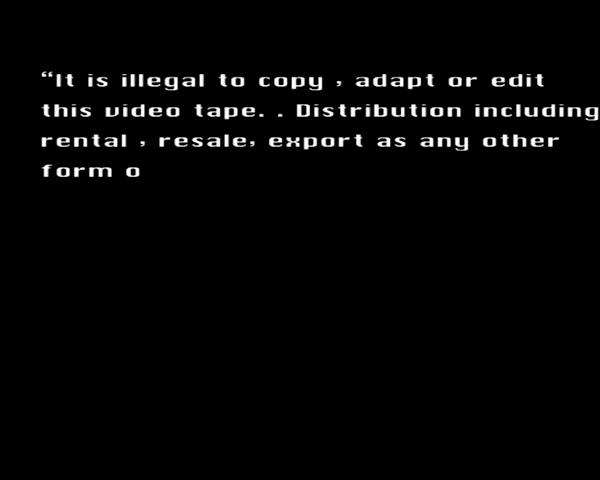 “It is illegal to copy , adapt or edit
this video tape. . Distribution including
rental , resale, export as any other
form o